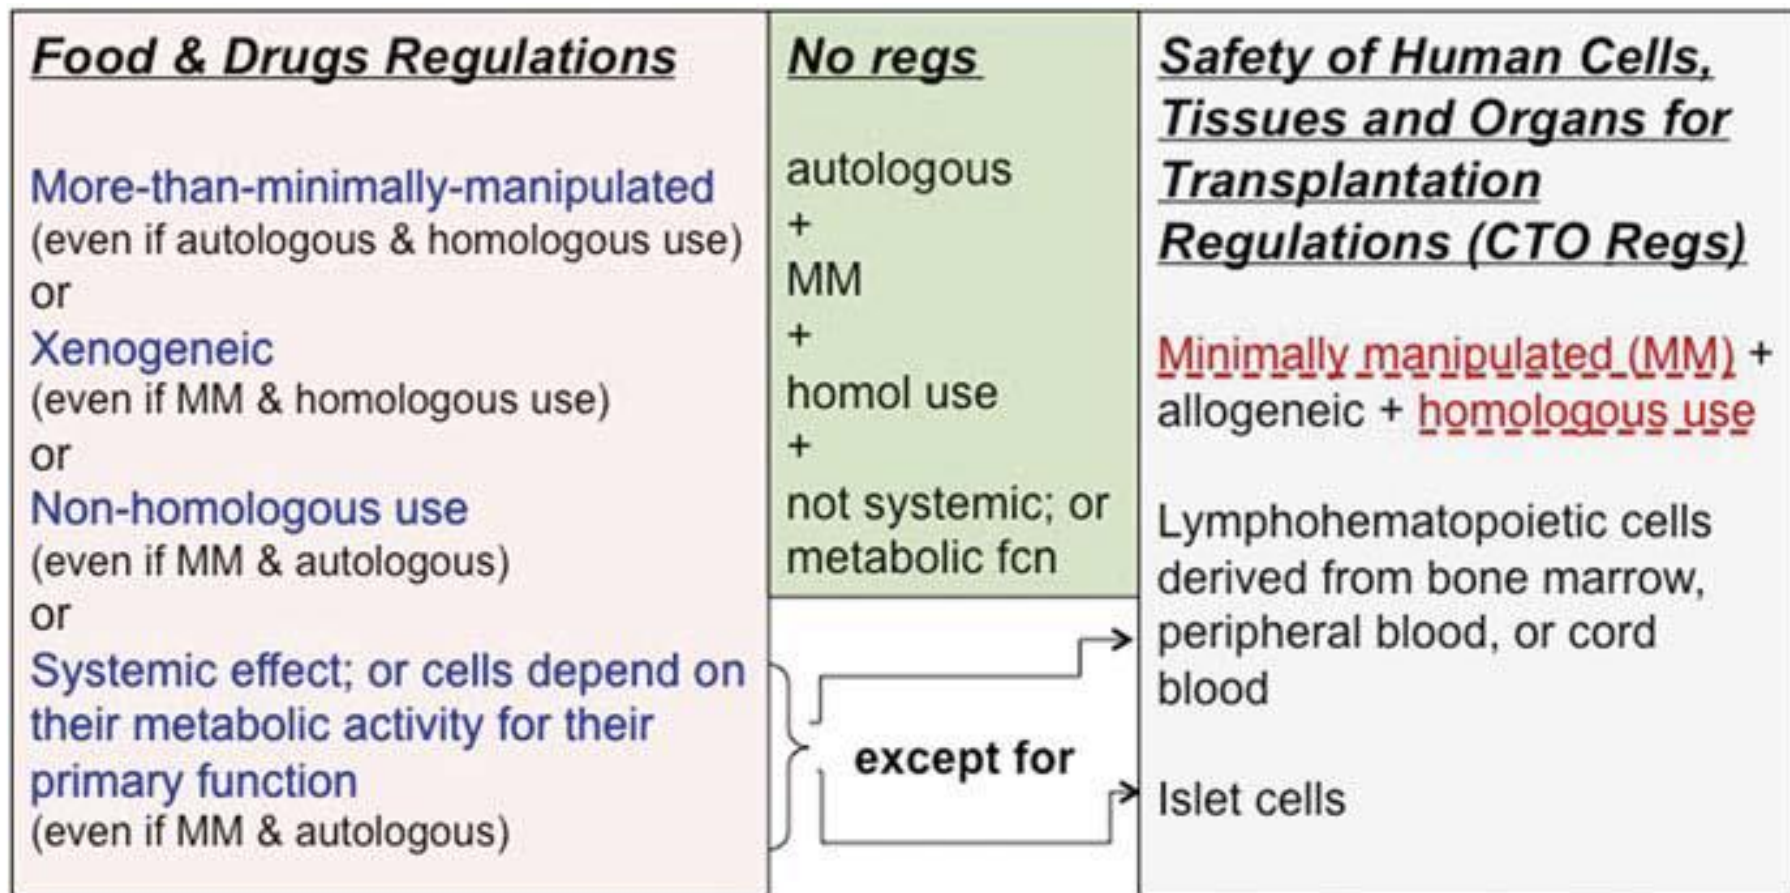 Food & Drugs Regulations
More-than-minimally-manipulated
(even if autologous & homologous use)
or
Xenogeneic
(even if MM & homologous use)
or
Non-homologous use
(even if MM & autologous)
or
Systemic effect; or cells depend on
their metabolic activity for their
primary function
(even if MM & autologous)
No regs
autologous
+
MM
+
homol use
+
not systemic; or
metabolic fcn
except for
Safety of Human Cells,
Tissues and Organs for
Transplantation
Regulations (CTO Regs)
Minimally manipulated (MM) +
allogeneic + homologous use
Lymphohematopoietic cells
derived from bone marrow,
peripheral blood, or cord
blood
Islet cells